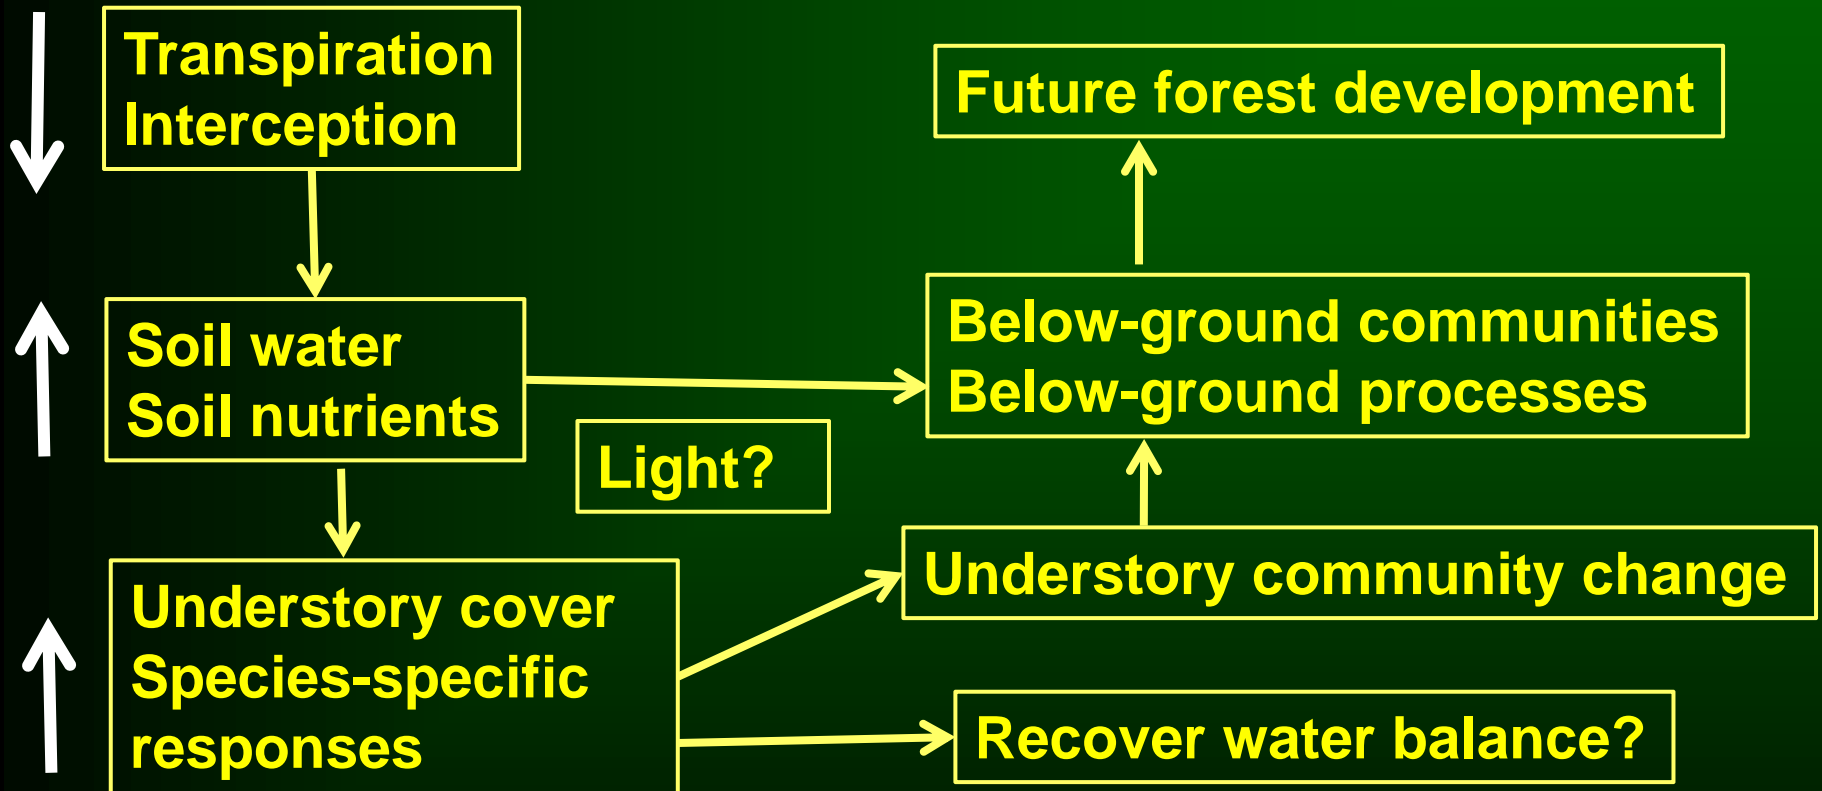 Transpiration
Interception
Future forest development
Soil water
Soil nutrients
Below-ground communities
Below-ground processes
Light?
Understory cover
Species-specific
responses
Understory community change
Recover water balance?